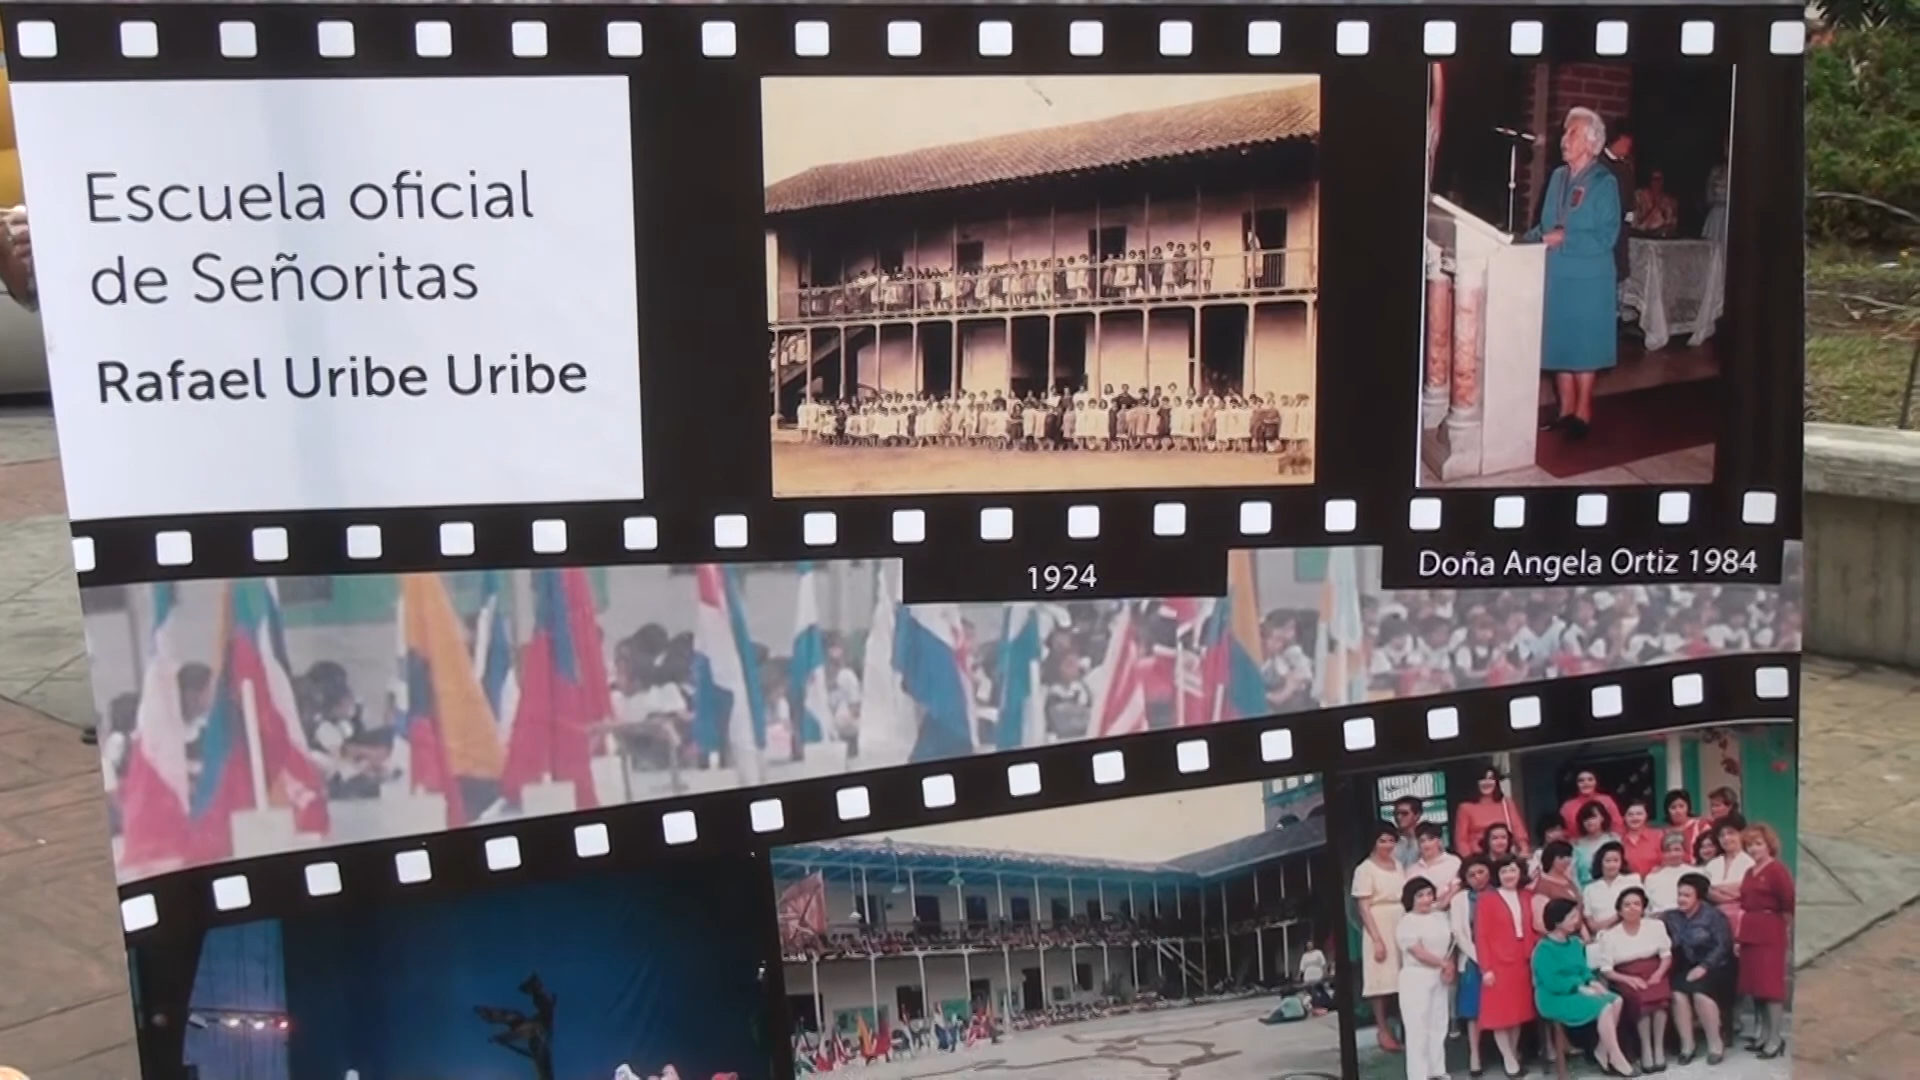 Escuela oficial
de Señoritas
Rafael Uribe Uribe
1924
Doña Angela Ortiz 1984